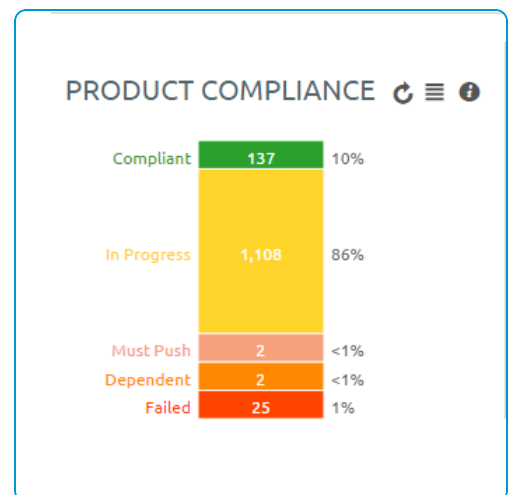 PRODUCT COMPLIANCE
Compliant 137 10%
In Progress 1,108 86%
Must Push 2 <1%
Dependent 2 <1%
Failed 25 1%